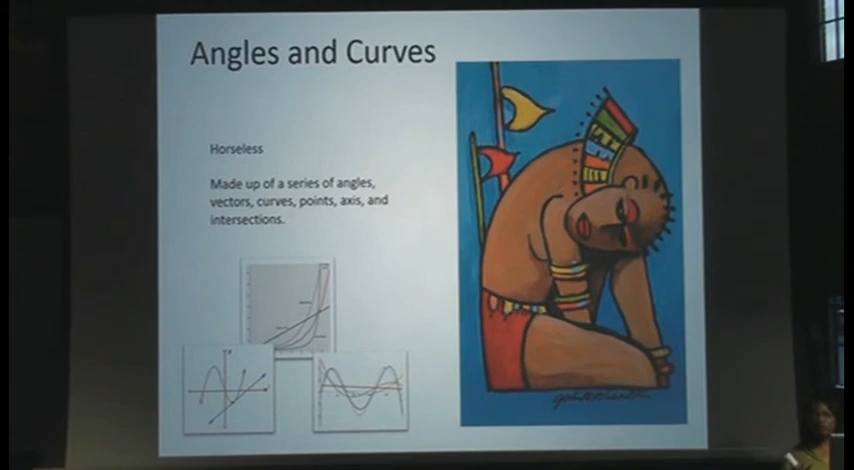 Angles and Curves
Horseless
Made up of a series of angles,
vectors, curves, points, axis, and
intersections.